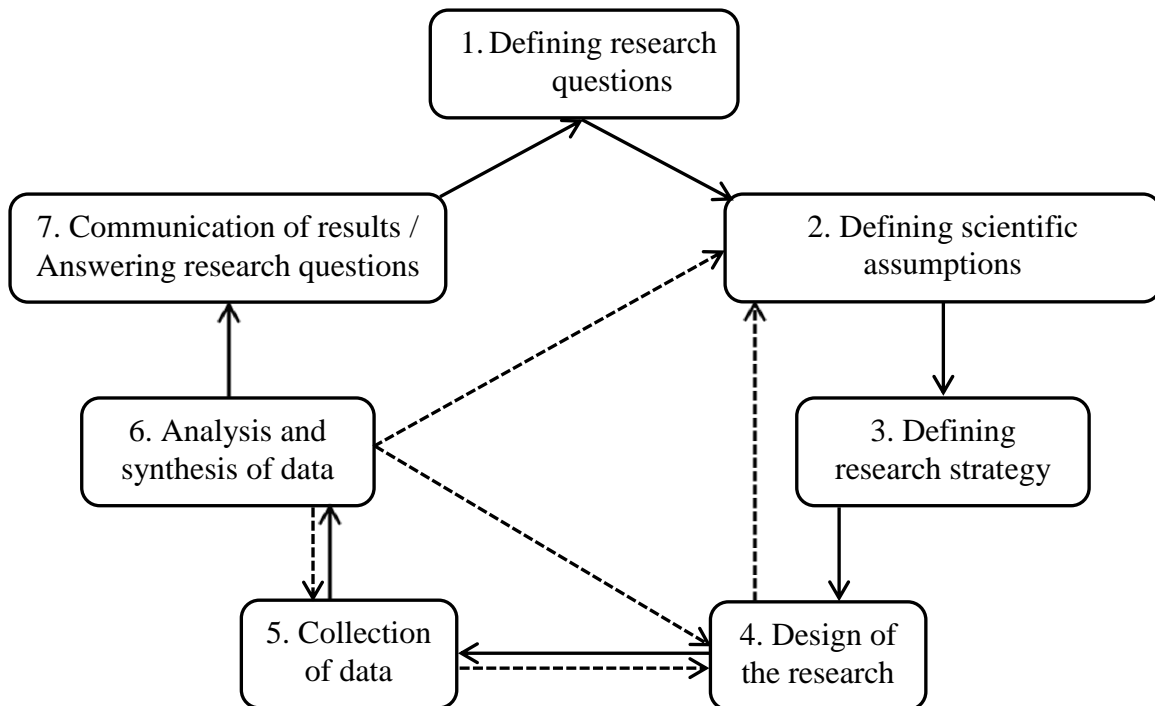 1. Defining research
questions
7. Communication of results /
Answering research questions
2. Defining scientific
assumptions
6. Analysis and
synthesis of data
3. Defining
research strategy
5. Collection
of data
4. Design of
the research